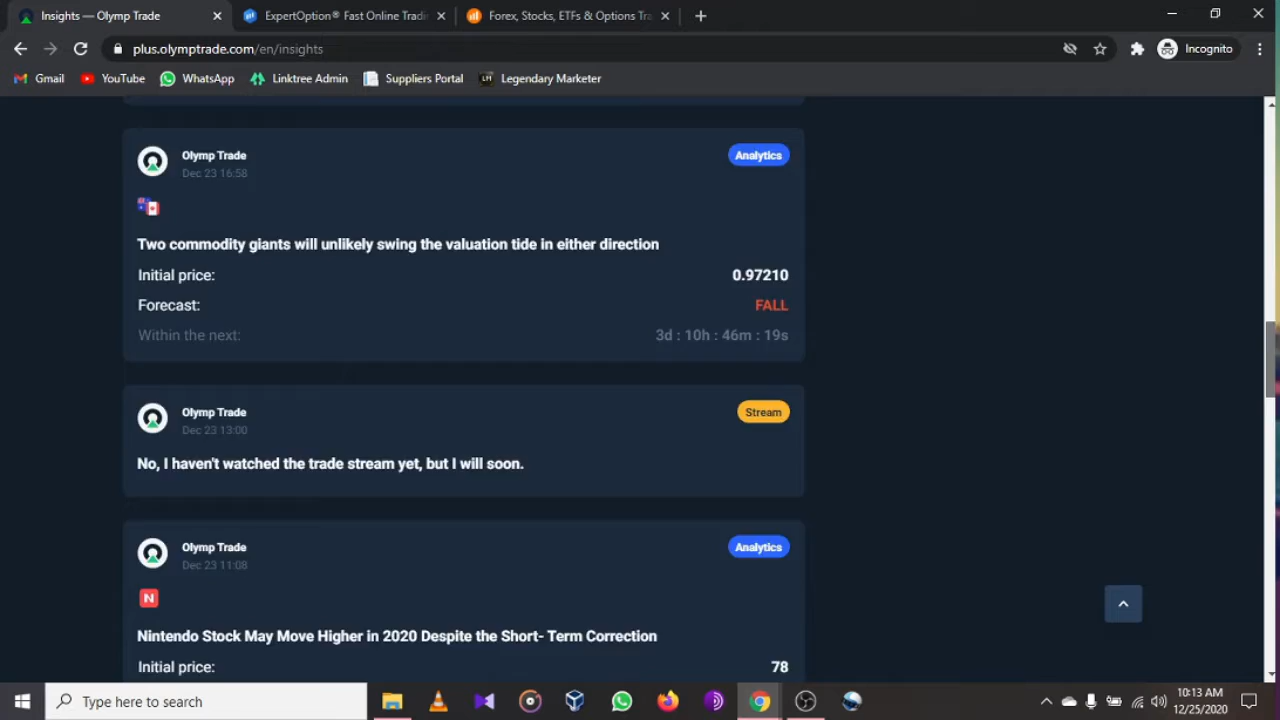 Insights — Olymp Trade
ExpertOption® Fast Online Tradi
Forex, Stocks, ETFs & Options Tra
plus.olymptrade.com/en/insights
Incognito
Gmail
YouTube
WhatsApp
Linktree Admin
Suppliers Portal
LM Legendary Marketer
Olymp Trade
Analytics
Dec 23 16:58
Two commodity giants will unlikely swing the valuation tide in either direction
Initial price: 0.97210
Forecast: FALL
Within the next: 3d : 10h : 46m : 19s
Olymp Trade
Stream
Dec 23 13:00
No, I haven't watched the trade stream yet, but I will soon.
Olymp Trade
Analytics
Dec 23 11:08
N
Nintendo Stock May Move Higher in 2020 Despite the Short- Term Correction
Initial price: 78
Type here to search
10:13 AM
12/25/2020